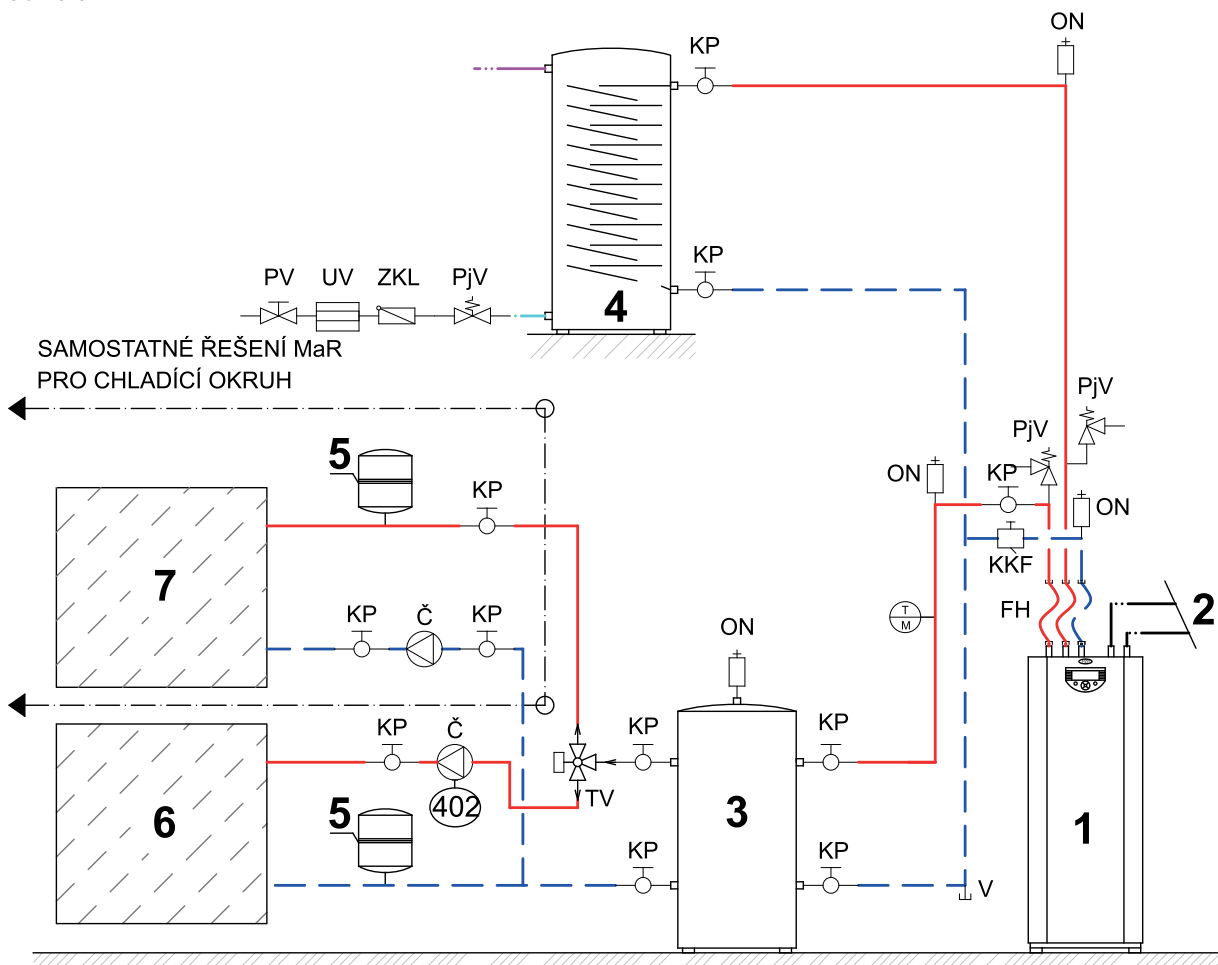 ON
KP
KP
4
PV UV ZKL PjV
SAMOSTATNÉ ŘEŠENÍ MaR
PRO CHLADÍCÍ OKRUH
PjV
PjV
5
ON
KP
KP
ON
7
KKF
KP Č KP
FH
T
M
2
ON
KP Č
KP
KP
402
TV
6
5
3
1
KP
KP
V